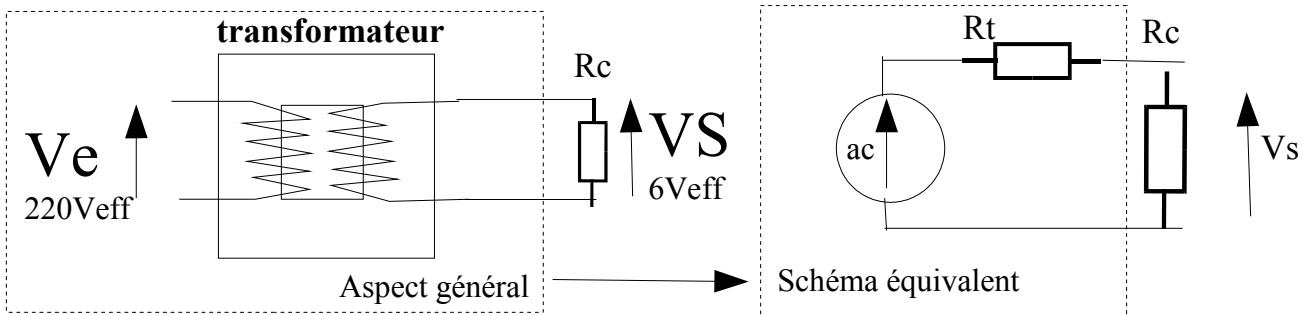 transformateur
Rc
Ve
220Veff
VS
6Veff
Aspect général
Rt
Rc
ac
Vs
Schéma équivalent